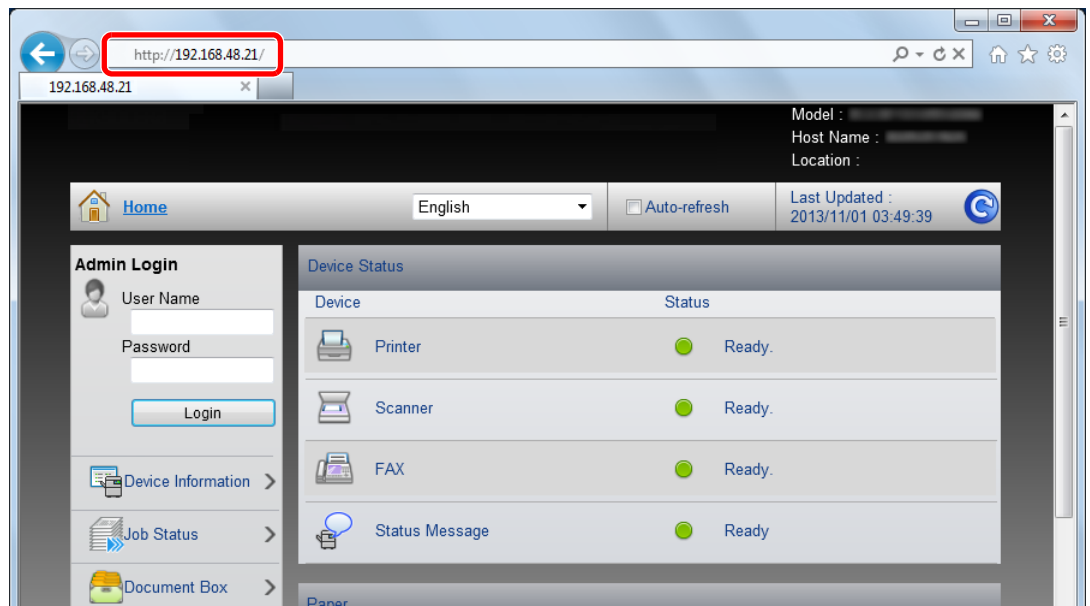 http://192.168.48.21/
192.168.48.21
Model :
Host Name :
Location :
Home
English
Auto-refresh
Last Updated :
2013/11/01 03:49:39
Admin Login
User Name
Password
Login
Device Information
Job Status
Document Box
Device Status
Device Status
Printer Ready.
Scanner Ready.
FAX Ready.
Status Message Ready
Paper